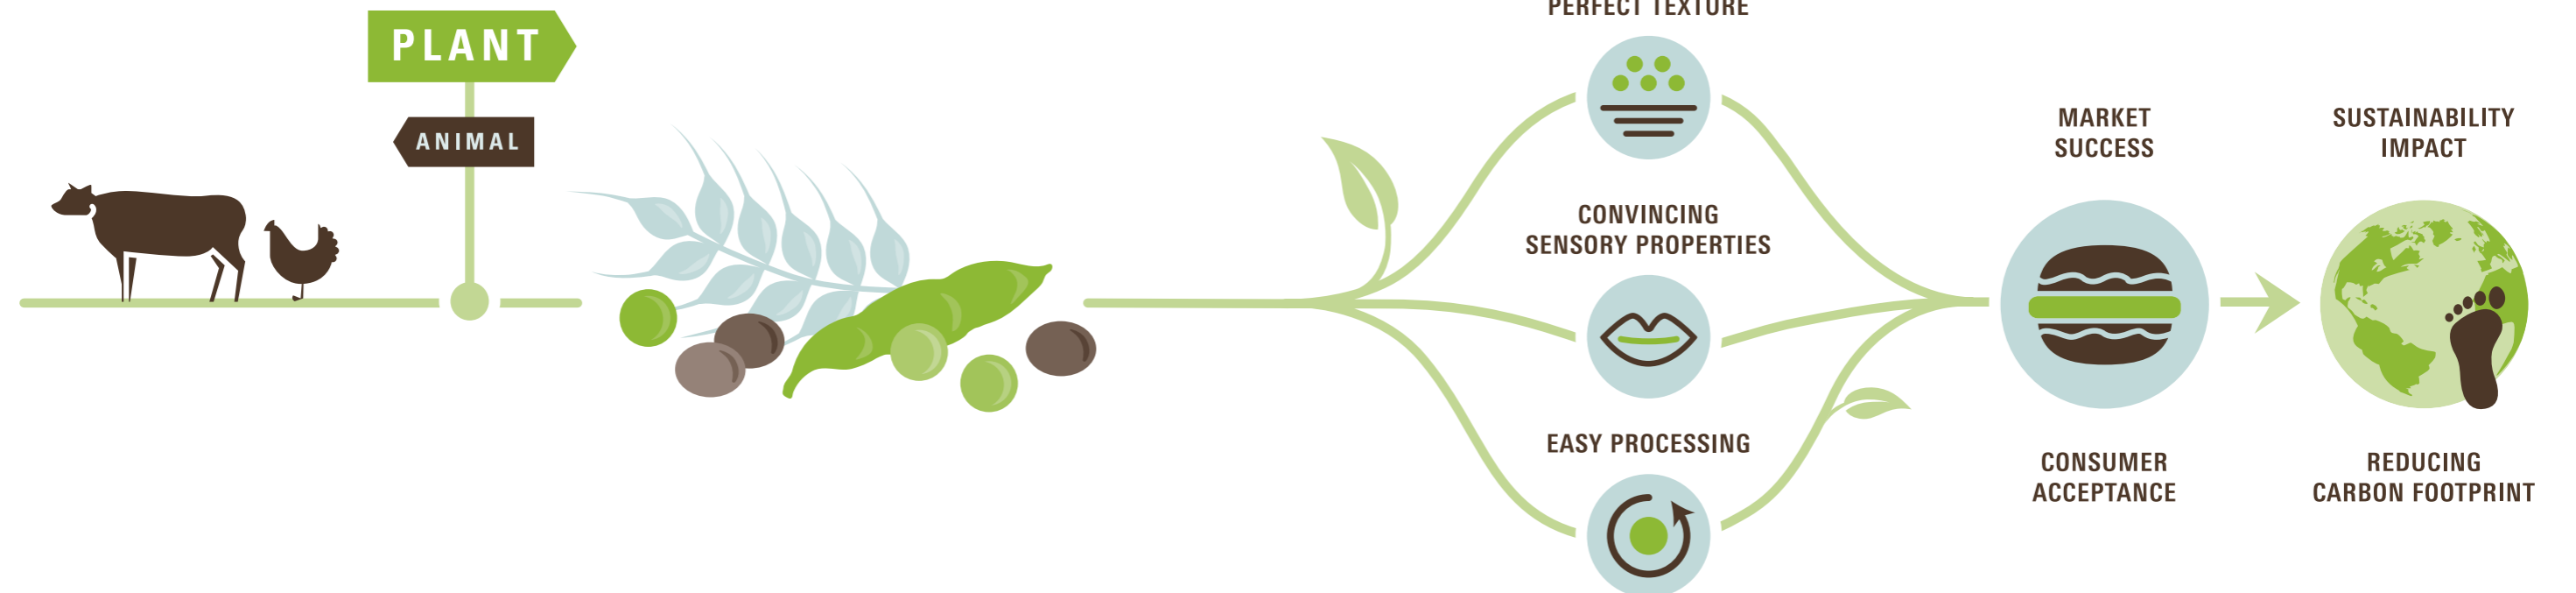 PLANT
ANIMAL
PERFECT TEXTURE
CONVINCING
SENSORY PROPERTIES
EASY PROCESSING
MARKET
SUCCESS
CONSUMER
ACCEPTANCE
SUSTAINABILITY
IMPACT
REDUCING
CARBON FOOTPRINT